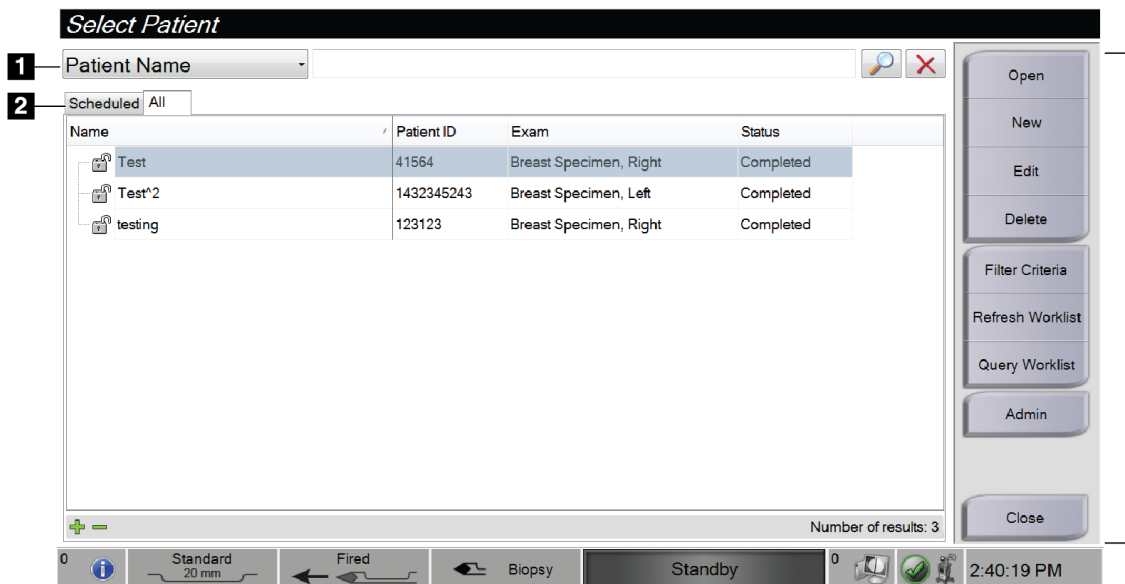 Select Patient
1 Patient Name
2 Scheduled All
Name Patient ID Exam Status
Test 41564 Breast Specimen, Right Completed
Test^2 1432345243 Breast Specimen, Left Completed
testing 123123 Breast Specimen, Right Completed
Number of results: 3
Open
New
Edit
Delete
Filter Criteria
Refresh Worklist
Query Worklist
Admin
Close
0 Standard Fired Biopsy Standby 0 2:40:19 PM
20 mm